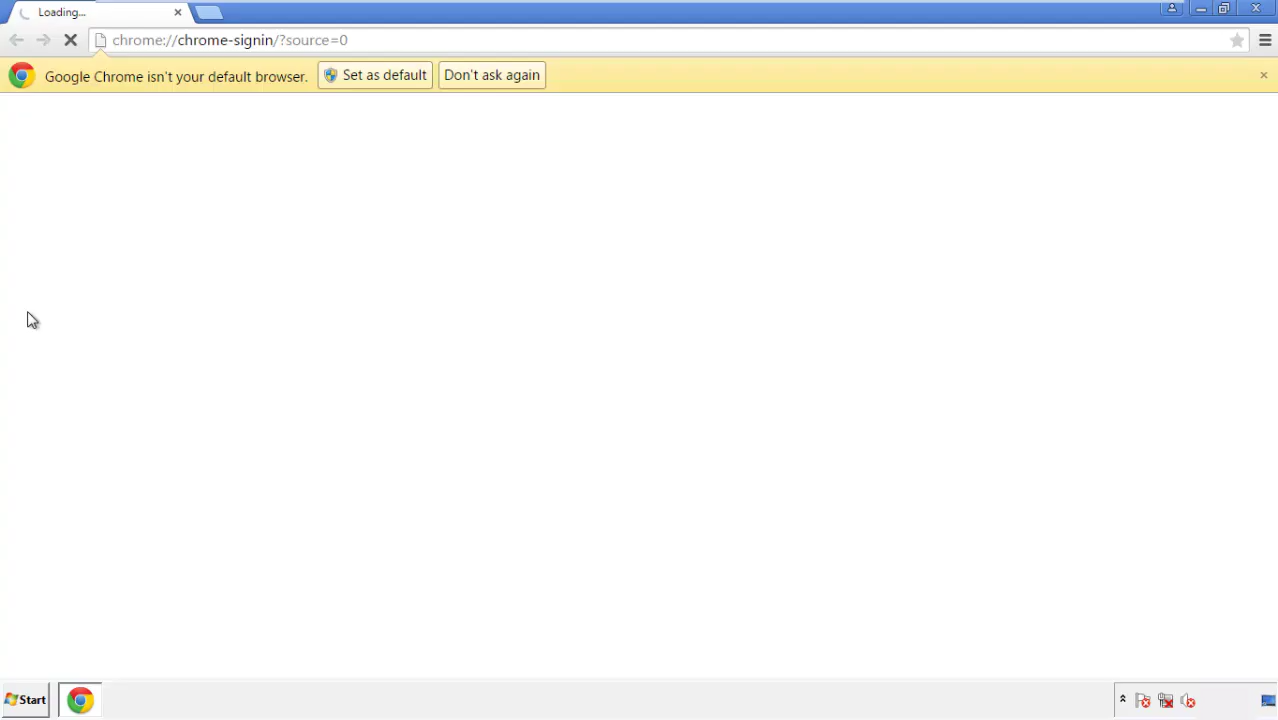 Loading...
chrome://chrome-signin/?source=0
Google Chrome isn't your default browser. Set as default Don't ask again
Start